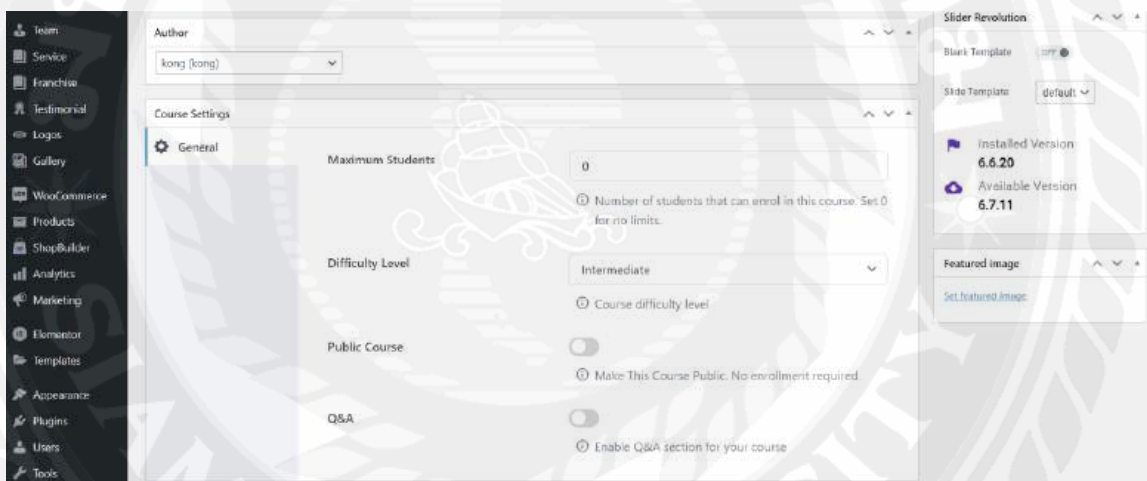 Team
Service
Franchise
Testimonial
Logos
Gallery
WooCommerce
Products
ShopBuilder
Analytics
Marketing
Elementor
Templates
Appearance
Plugins
Users
Tools
Author
kong (kong)
Course Settings
General
Maximum Students
0
Number of students that can enrol in this course. Set 0
for no limits.
Difficulty Level
Intermediate
Course difficulty level
Public Course
Make This Course Public. No enrollment required.
Q&A
Enable Q&A section for your course
Slider Revolution
Blank Template
OFF
Slide Template
default
Installed Version
6.6.20
Available Version
6.7.11
Featured image
Set featured image